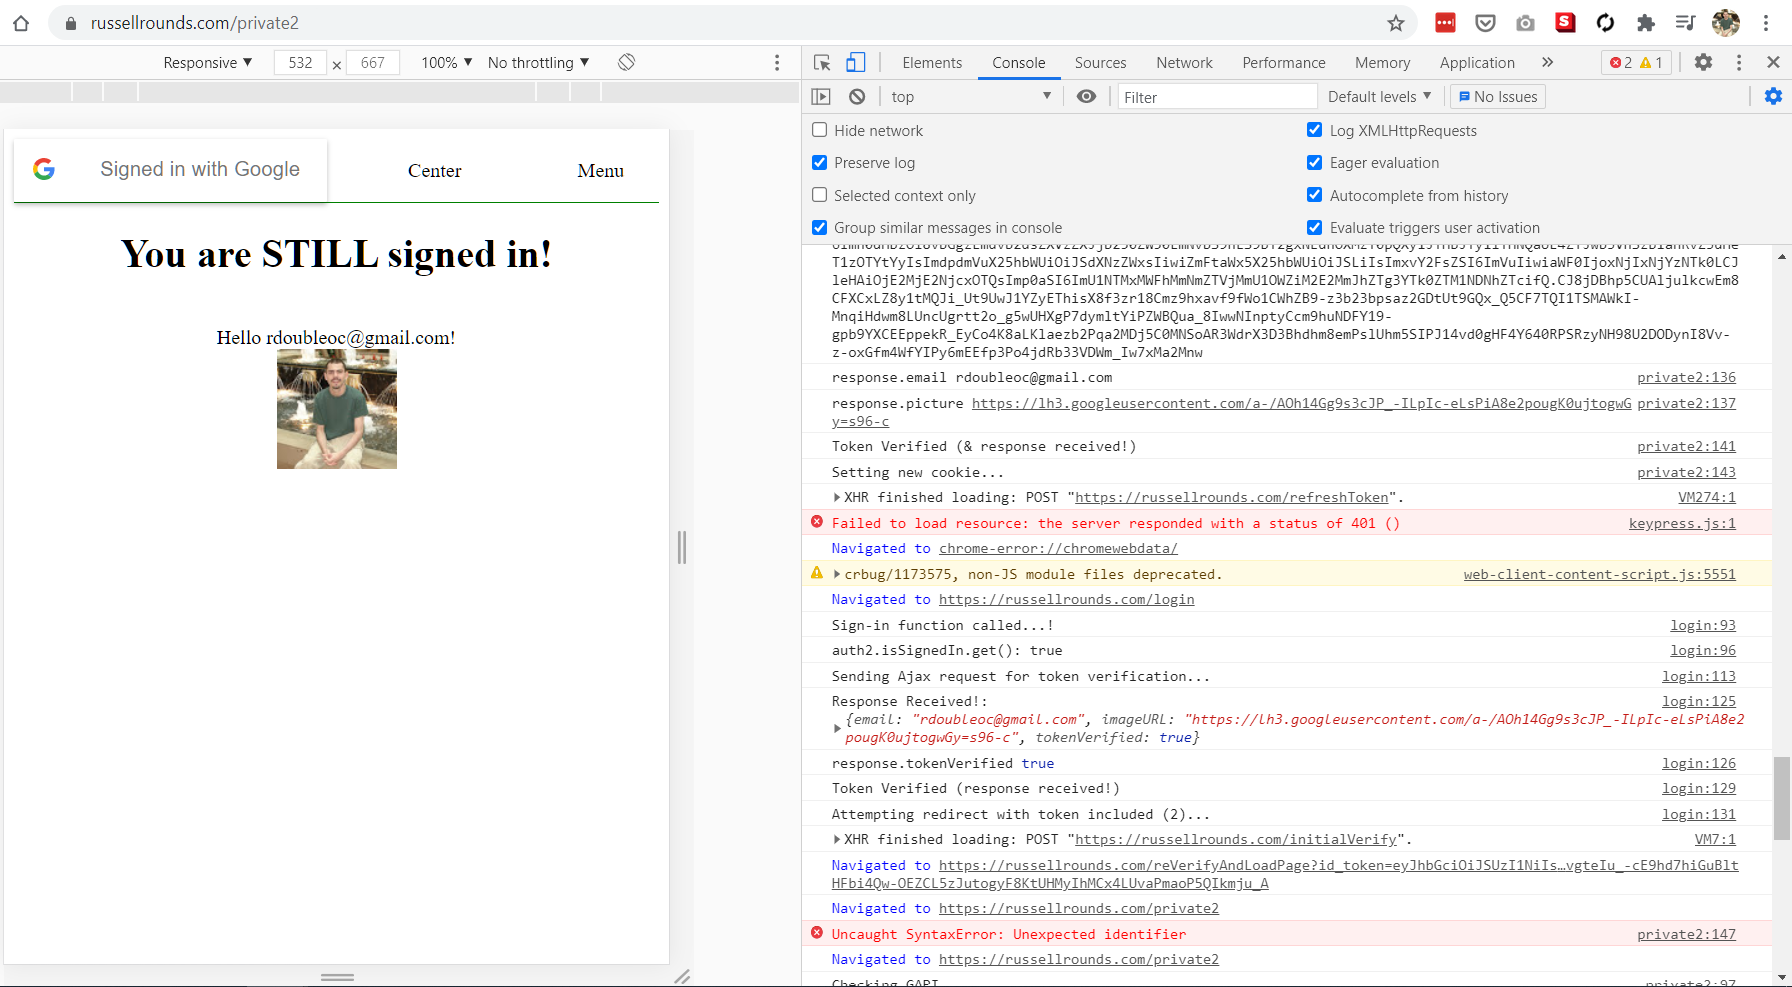 russellrounds.com/private2
Responsive ▼ 532 × 667 100% ▼ No throttling ▼
Elements Console Sources Network Performance Memory Application » 2 1
top ▼ Filter Default levels ▼ No Issues
Hide network Log XMLHttpRequests
Preserve log Eager evaluation
Selected context only Autocomplete from history
Group similar messages in console Evaluate triggers user activation
Signed in with Google Center Menu
You are STILL signed in!
Hello rdoubleoc@gmail.com!
z-oxGfm4WfYIPy6mEEfp3Po4jdRb33VDWm_Iw7xMa2Mnw
response.email rdoubleoc@gmail.com private2:136
response.picture https://lh3.googleusercontent.com/a-/AOh14Gg9s3cJP_-ILpIc-eLsPiA8e2pougK0ujtogwG private2:137
y=s96-c
Token Verified (& response received!) private2:141
Setting new cookie... private2:143
XHR finished loading: POST "https://russellrounds.com/refreshToken". VM274:1
Failed to load resource: the server responded with a status of 401 () keypress.js:1
Navigated to chrome-error://chromewebdata/
crbug/1173575, non-JS module files deprecated. web-client-content-script.js:5551
Navigated to https://russellrounds.com/login
Sign-in function called...! login:93
auth2.isSignedIn.get(): true login:96
Sending Ajax request for token verification... login:113
Response Received!: login:125
{email: "rdoubleoc@gmail.com", imageURL: "https://lh3.googleusercontent.com/a-/AOh14Gg9s3cJP_-ILpIc-eLsPiA8e2
pougK0ujtogwGy=s96-c", tokenVerified: true}
response.tokenVerified true login:126
Token Verified (response received!) login:129
Attempting redirect with token included (2)... login:131
XHR finished loading: POST "https://russellrounds.com/initialVerify". VM7:1
Navigated to https://russellrounds.com/reVerifyAndLoadPage?id_token=eyJhbGciOiJSUzI1NiIs…vgteIu_-cE9hd7hiGuBlt
HFbi4Qw-OEZCL5zJutogyF8KtUHMyIhMCx4LUvaPmaoP5QIkmju_A
Navigated to https://russellrounds.com/private2
Uncaught SyntaxError: Unexpected identifier private2:147
Navigated to https://russellrounds.com/private2
Checking GAPI private2:97